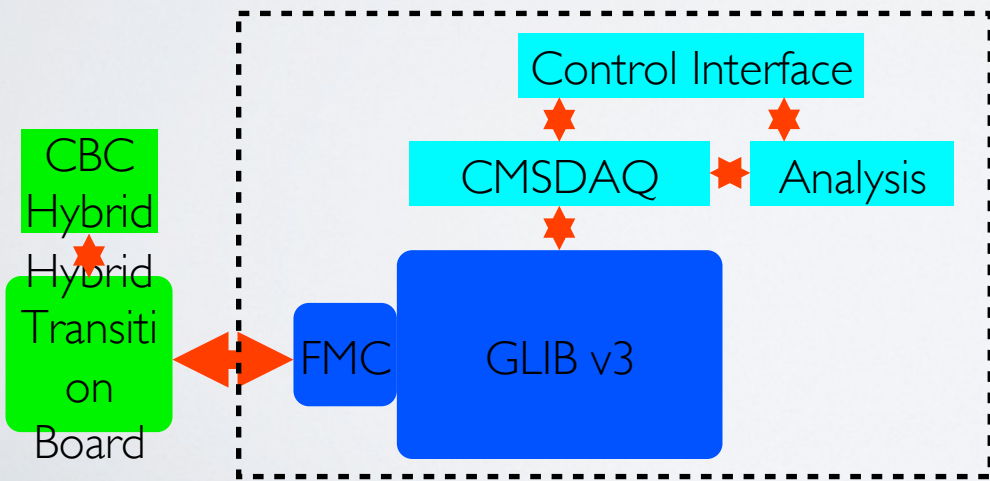 Control Interface
CBC
Hybrid
CMSDAQ
Analysis
Hybrid
Transiti
on
Board
FMC
GLIB v3